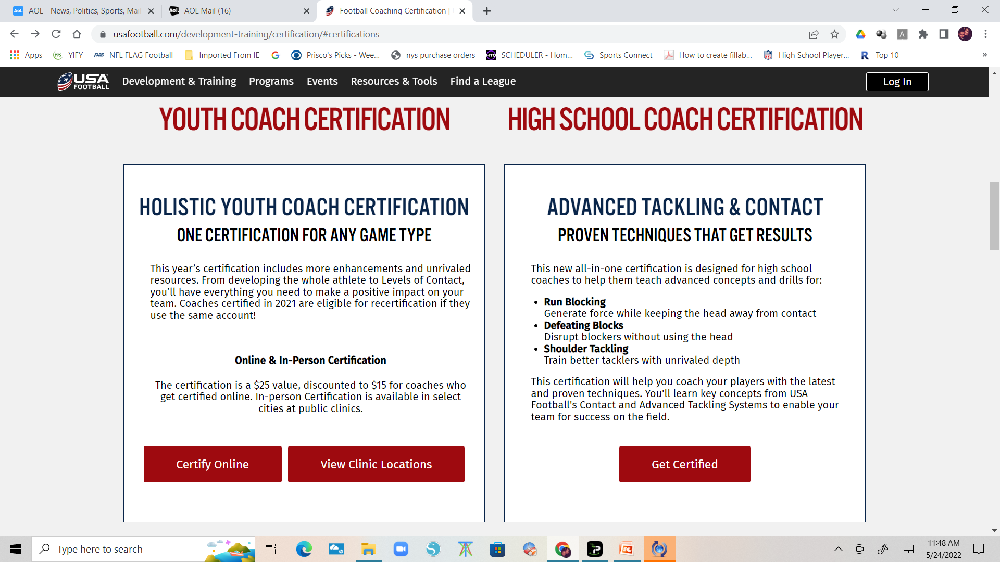 AOL - News, Politics, Sports, Mail
AOL Mail (16)
Football Coaching Certification |
usafootball.com/development-training/certification/#certifications
Apps
YIFY
NFL FLAG Football
Imported From IE
Prisco's Picks - Wee...
nys purchase orders
SCHEDULER - Hom...
Sports Connect
How to create fillab...
High School Player...
Top 10
»
USA FOOTBALL
Development & Training
Programs
Events
Resources & Tools
Find a League
Log In
YOUTH COACH CERTIFICATION
HOLISTIC YOUTH COACH CERTIFICATION
ONE CERTIFICATION FOR ANY GAME TYPE
This year's certification includes more enhancements and unrivaled
resources. From developing the whole athlete to Levels of Contact,
you'll have everything you need to make a positive impact on your
team. Coaches certified in 2021 are eligible for recertification if they
use the same account!
Online & In-Person Certification
The certification is a $25 value, discounted to $15 for coaches who
get certified online. In-person Certification is available in select
cities at public clinics.
Certify Online
View Clinic Locations
HIGH SCHOOL COACH CERTIFICATION
ADVANCED TACKLING & CONTACT
PROVEN TECHNIQUES THAT GET RESULTS
This new all-in-one certification is designed for high school
coaches to help them teach advanced concepts and drills for:
• Run Blocking
Generate force while keeping the head away from contact
• Defeating Blocks
Disrupt blockers without using the head
• Shoulder Tackling
Train better tacklers with unrivaled depth
This certification will help you coach your players with the latest
and proven techniques. You'll learn key concepts from USA
Football's Contact and Advanced Tackling Systems to enable your
team for success on the field.
Get Certified
Type here to search
11:48 AM
5/24/2022